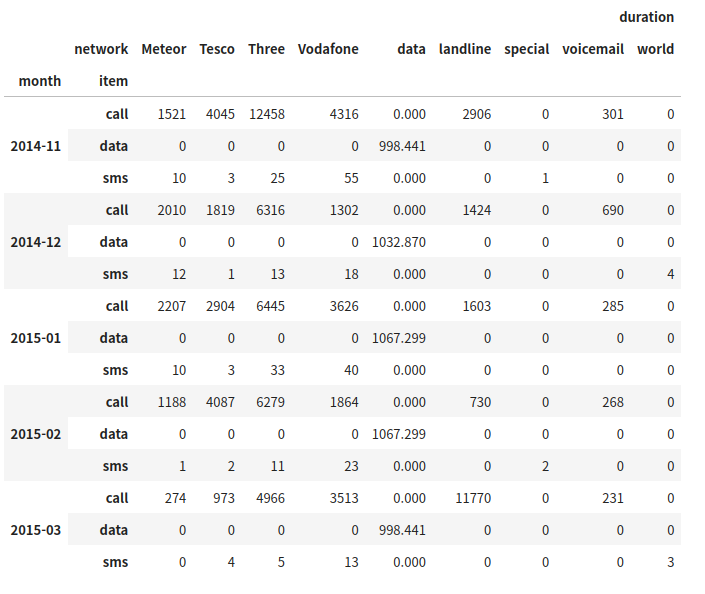 duration
network Meteor Tesco Three Vodafone data landline special voicemail world
month item
call 1521 4045 12458 4316 0.000 2906 0 301 0
2014-11 data 0 0 0 0 998.441 0 0 0 0
sms 10 3 25 55 0.000 0 1 0 0
call 2010 1819 6316 1302 0.000 1424 0 690 0
2014-12 data 0 0 0 0 1032.870 0 0 0 0
sms 12 1 13 18 0.000 0 0 0 4
call 2207 2904 6445 3626 0.000 1603 0 285 0
2015-01 data 0 0 0 0 1067.299 0 0 0 0
sms 10 3 33 40 0.000 0 0 0 0
call 1188 4087 6279 1864 0.000 730 0 268 0
2015-02 data 0 0 0 0 1067.299 0 0 0 0
sms 1 2 11 23 0.000 0 2 0 0
call 274 973 4966 3513 0.000 11770 0 231 0
2015-03 data 0 0 0 0 998.441 0 0 0 0
sms 0 4 5 13 0.000 0 0 0 3